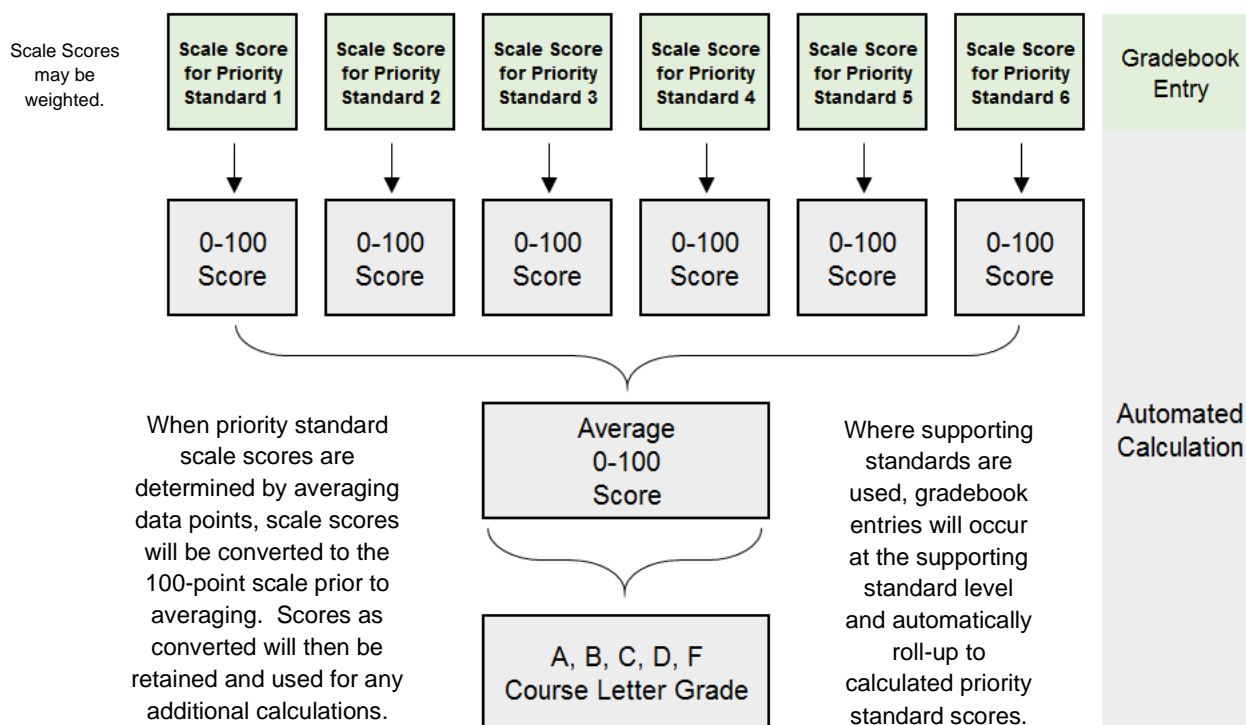 Scale Scores
may be
weighted.
Scale Score
for Priority
Standard 1
Scale Score
for Priority
Standard 2
Scale Score
for Priority
Standard 3
Scale Score
for Priority
Standard 4
Scale Score
for Priority
Standard 5
Scale Score
for Priority
Standard 6
Gradebook
Entry
0-100
Score
0-100
Score
0-100
Score
0-100
Score
0-100
Score
0-100
Score
When priority standard
scale scores are
determined by averaging
data points, scale scores
will be converted to the
100-point scale prior to
averaging.  Scores as
converted will then be
retained and used for any
additional calculations.
Average
0-100
Score
A, B, C, D, F
Course Letter Grade
Where supporting
standards are
used, gradebook
entries will occur
at the supporting
standard level
and automatically
roll-up to
calculated priority
standard scores.
Automated
Calculation